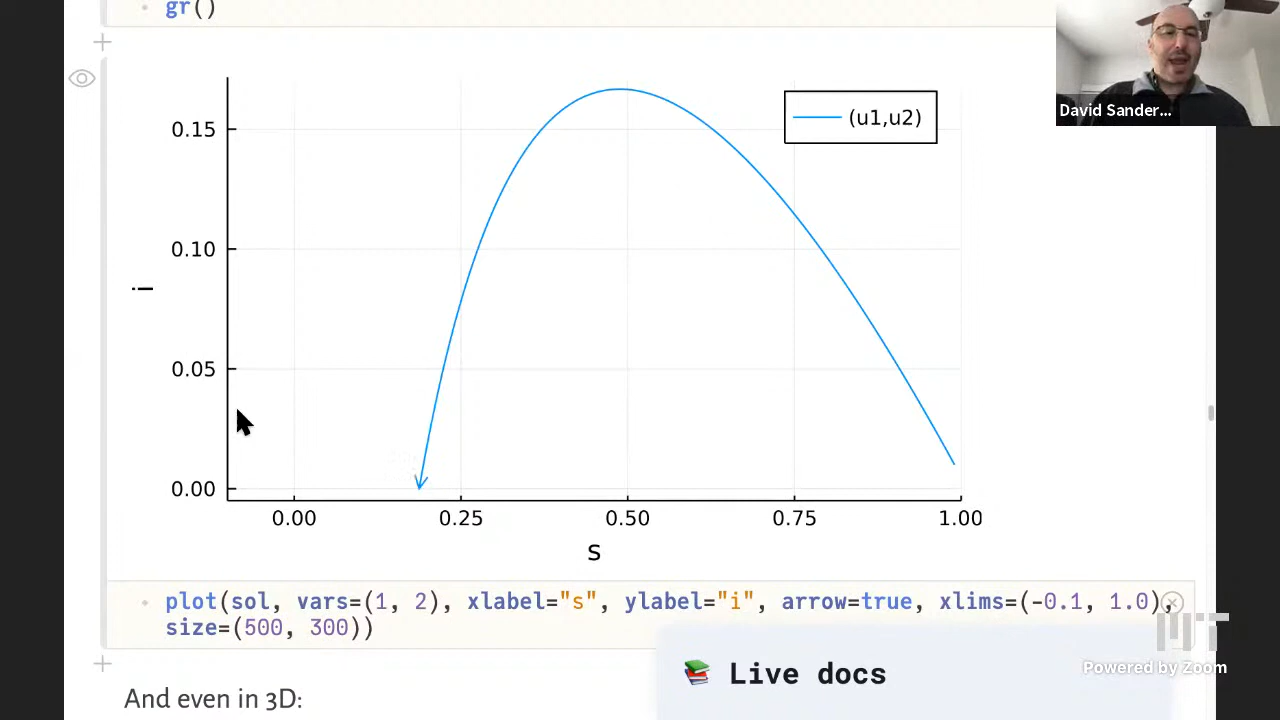 gr()
David Sander...
(u1,u2)
0.15
0.10
0.05
0.00
i
0.00 0.25 0.50 0.75 1.00
s
plot(sol, vars=(1, 2), xlabel="s", ylabel="i", arrow=true, xlims=(-0.1, 1.0),
size=(500, 300))
MIT
Powered by Zoom
Live docs
And even in 3D: